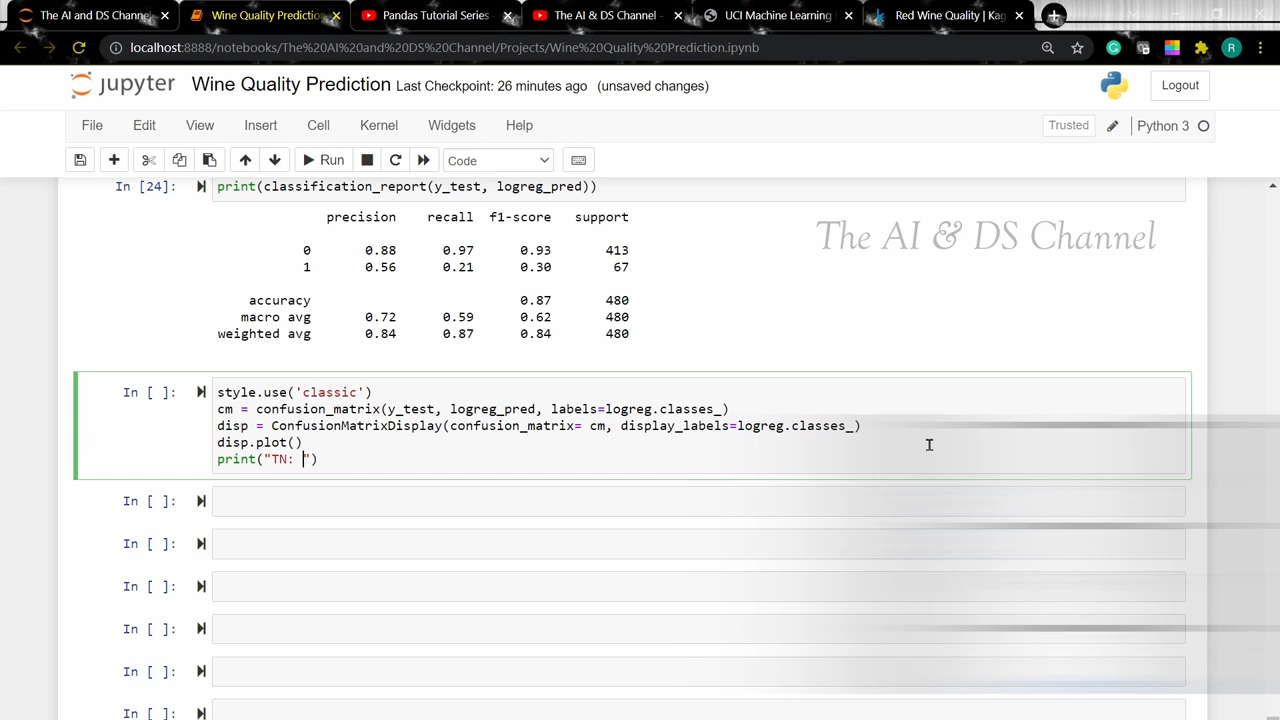 The AI and DS Channel
Wine Quality Predictio
Pandas Tutorial Series -
The AI & DS Channel -
UCI Machine Learning
Red Wine Quality | Kag
localhost:8888/notebooks/The%20AI%20and%20DS%20Channel/Projects/Wine%20Quality%20Prediction.ipynb
G
R
jupyter Wine Quality Prediction Last Checkpoint: 26 minutes ago (unsaved changes)
Logout
File Edit View Insert Cell Kernel Widgets Help
Trusted
Python 3
Run
Code
In [24]: print(classification_report(y_test, logreg_pred))
precision recall f1-score support
The AI & DS Channel
0 0.88 0.97 0.93 413
1 0.56 0.21 0.30 67
accuracy 0.87 480
macro avg 0.72 0.59 0.62 480
weighted avg 0.84 0.87 0.84 480
In [ ]: style.use('classic')
cm = confusion_matrix(y_test, logreg_pred, labels=logreg.classes_)
disp = ConfusionMatrixDisplay(confusion_matrix= cm, display_labels=logreg.classes_)
disp.plot()
print("TN: ")
In [ ]:
In [ ]:
In [ ]:
In [ ]:
In [ ]:
In [ ]: